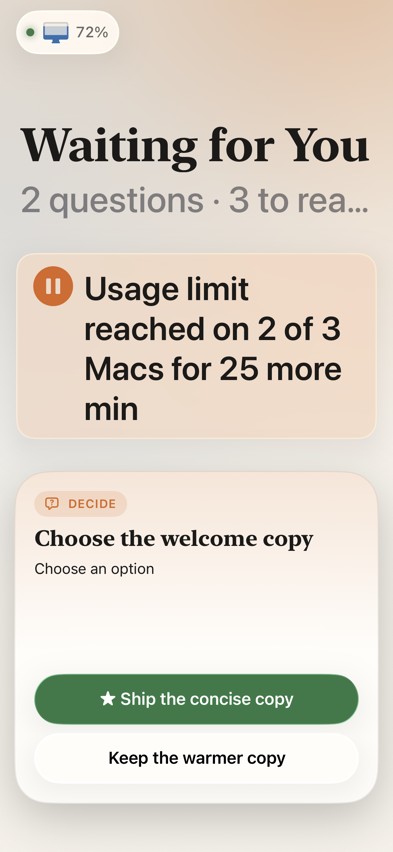 72%
Waiting for You
2 questions · 3 to rea...
Usage limit
reached on 2 of 3
Macs for 25 more
min
DECIDE
Choose the welcome copy
Choose an option
Ship the concise copy
Keep the warmer copy